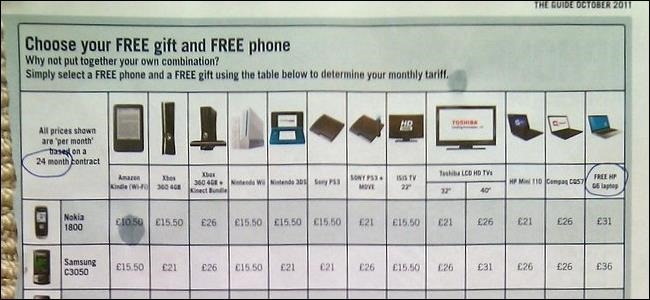 THE GUIDE OCTOBER 2011
Choose your FREE gift and FREE phone
Why not put together your own combination?
Simply select a FREE phone and a FREE gift using the table below to determine your monthly tariff.
All prices shown
are 'per month'
based on a
24 month contract
HD
TOSHIBA
Amazon
Kindle (Wi-Fi)
Xbox
360 4GB
Xbox
360 4GB +
Kinect Bundle
Nintendo Wii
Nintendo 3DS
Sony PS3
SONY PS3 +
MOVE
ISIS TV
22"
Toshiba LCD HD TVs
32"
40"
HP Mini 110
Compaq CQ57
FREE HP
G6 laptop
Nokia
1800
£10.50 £15.50 £26 £15.50 £15.50 £15.50 £21 £15.50 £21 £26 £21 £26 £31
Samsung
C3050
£15.50 £21 £26 £15.50 £21 £21 £26 £15.50 £26 £31 £26 £26 £36